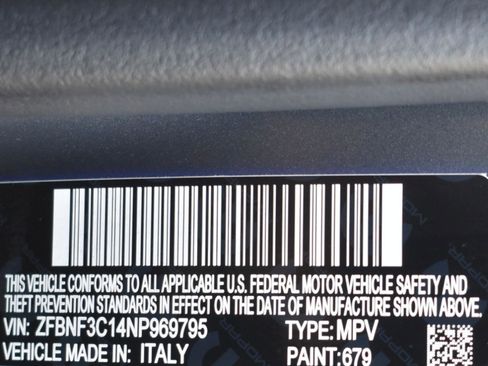 THIS VEHICLE CONFORMS TO ALL APPLICABLE U.S. FEDERAL MOTOR VEHICLE SAFETY AND
THEFT PREVENTION STANDARDS IN EFFECT ON THE DATE OF MANUFACTURE SHOWN ABOVE.
VIN: ZFBNF3C14NP969795 TYPE: MPV
VEHICLE MADE IN: ITALY PAINT: 679